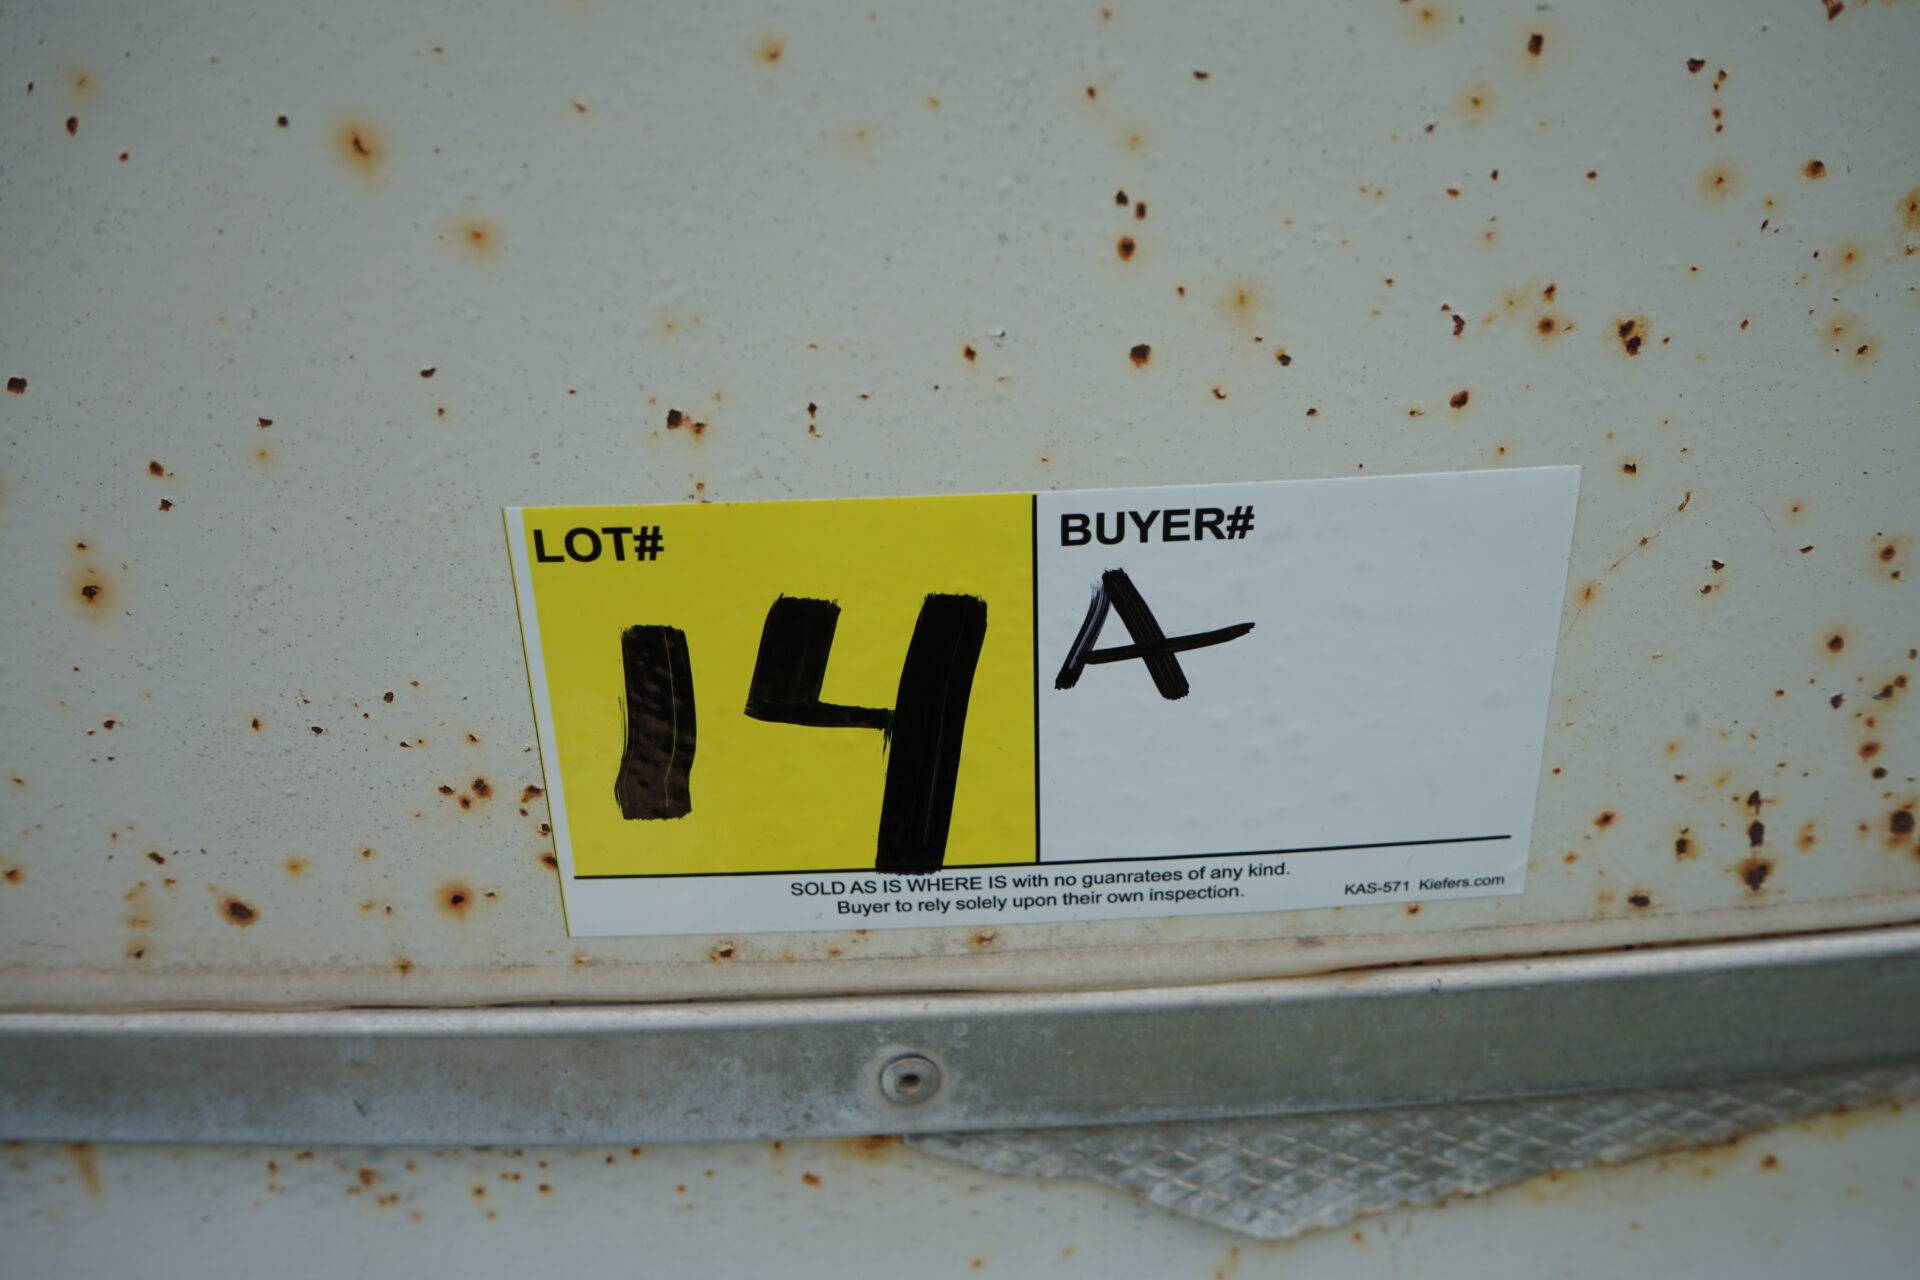 LOT#
BUYER#
14
A
SOLD AS IS WHERE IS with no guanratees of any kind.
Buyer to rely solely upon their own inspection.
KAS-571 Kiefers.com